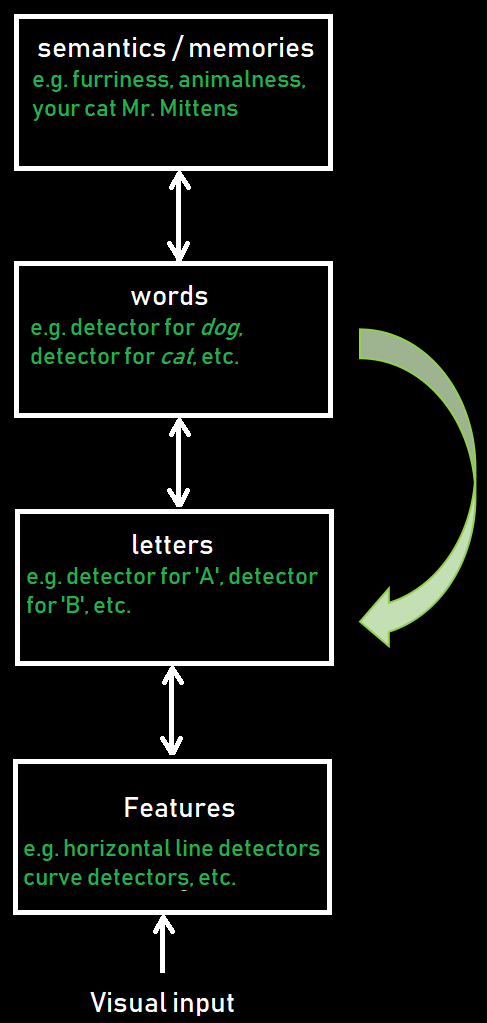 semantics / memories
e.g. furriness, animalness,
your cat Mr. Mittens
words
e.g. detector for dog,
detector for cat, etc.
letters
e.g. detector for 'A', detector
for 'B', etc.
Features
e.g. horizontal line detectors
curve detectors, etc.
Visual input